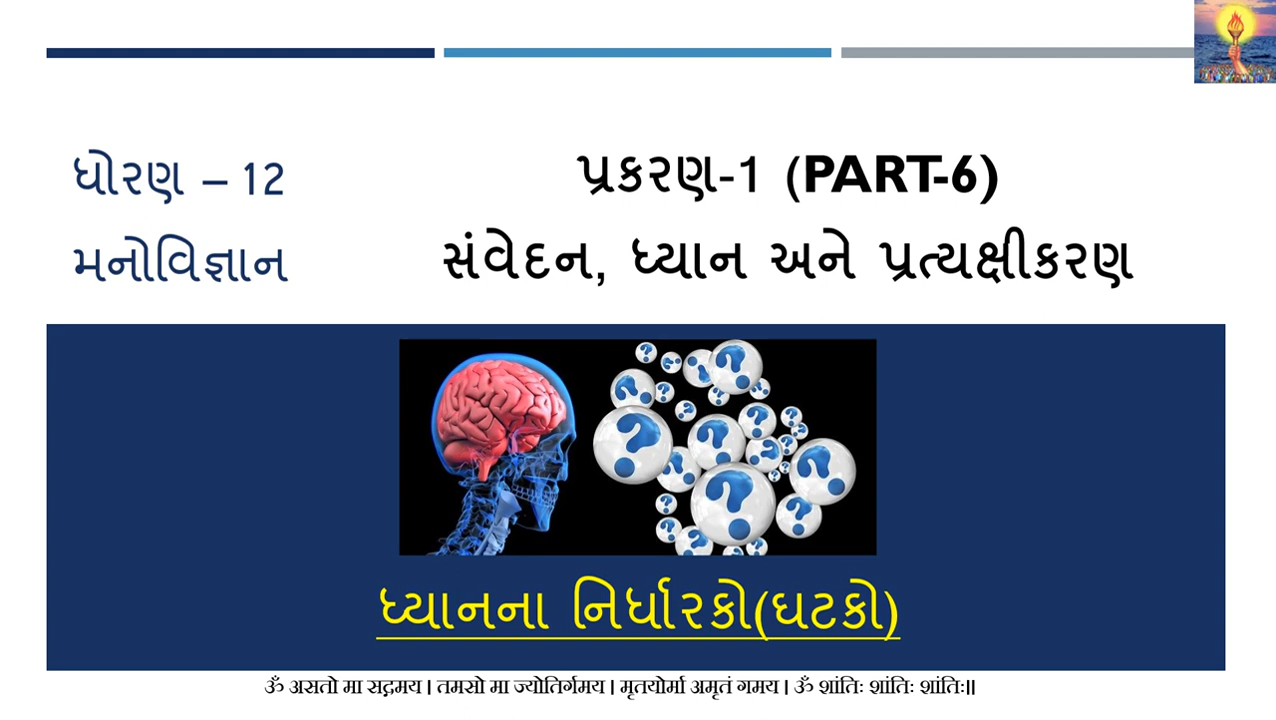 ધોરણ – 12
મનોવિજ્ઞાન
પ્રકરણ-1 (PART-6)
સંવેદન, ધ્યાન અને પ્રત્યક્ષીકરણ
ધ્યાનના નિર્ધારકો(ઘટકો)
ॐ असतो मा सद्गमय । तमसो मा ज्योतिर्गमय । मृतयोर्मा अमृतं गमय । ॐ शांतिः शांतिः शांतिः॥